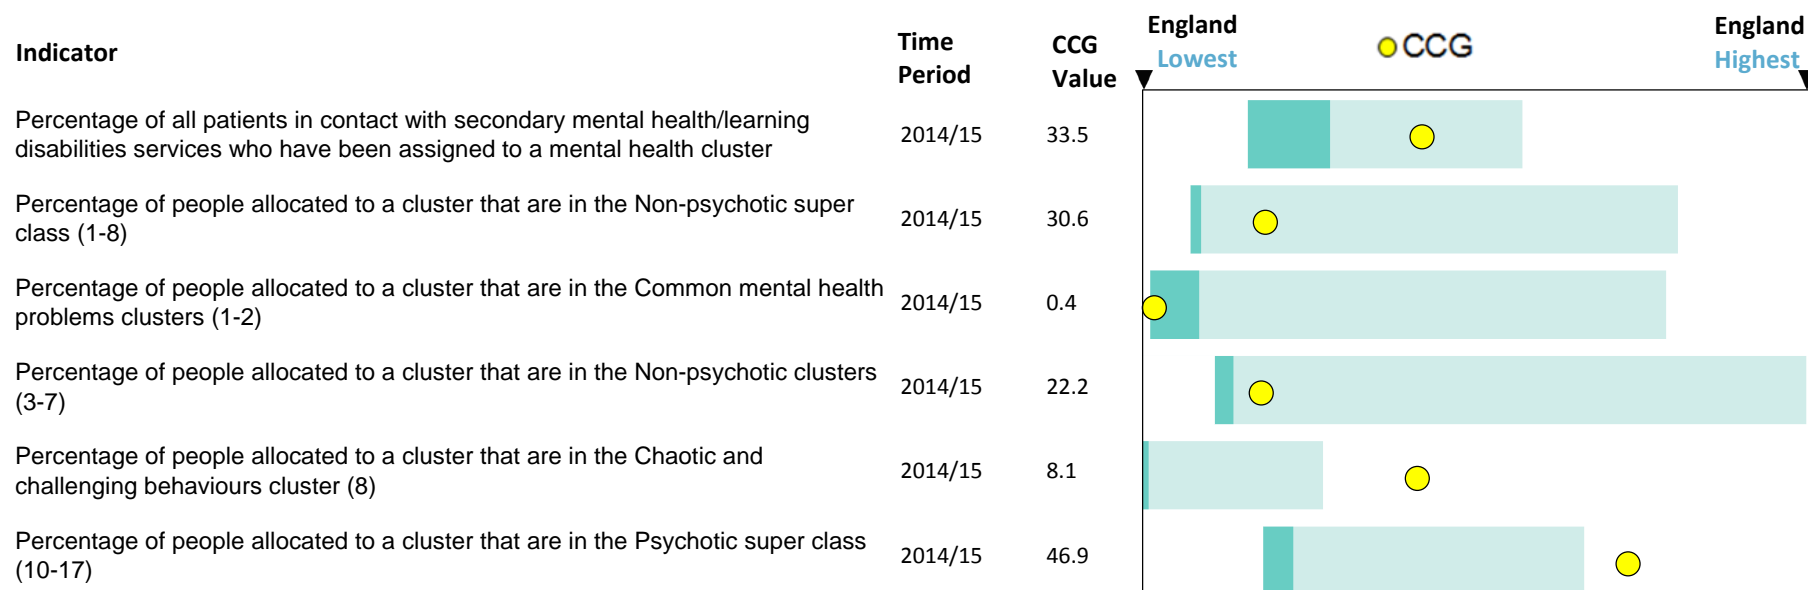 Indicator
Time
Period
CCG
Value
England
Lowest
CCG
England
Highest
Percentage of all patients in contact with secondary mental health/learning
disabilities services who have been assigned to a mental health cluster
2014/15
33.5
Percentage of people allocated to a cluster that are in the Non-psychotic super
class (1-8)
2014/15
30.6
Percentage of people allocated to a cluster that are in the Common mental health
problems clusters (1-2)
2014/15
0.4
Percentage of people allocated to a cluster that are in the Non-psychotic clusters
(3-7)
2014/15
22.2
Percentage of people allocated to a cluster that are in the Chaotic and
challenging behaviours cluster (8)
2014/15
8.1
Percentage of people allocated to a cluster that are in the Psychotic super class
(10-17)
2014/15
46.9